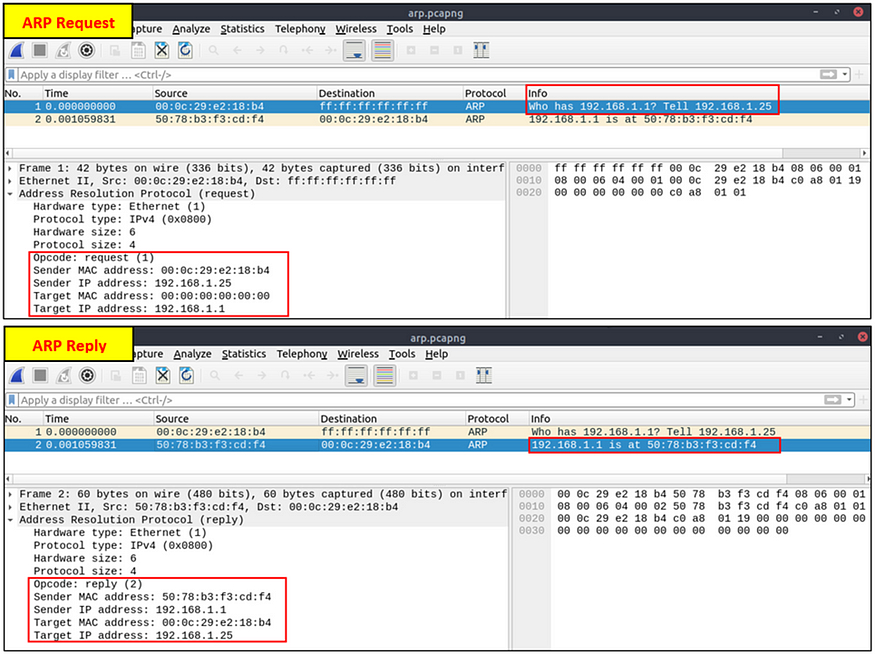 arp.pcapng
ARP Request
pture Analyze Statistics Telephony Wireless Tools Help
Apply a display filter ... <Ctrl-/>
No. Time Source Destination Protocol Info
1 0.000000000 00:0c:29:e2:18:b4 ff:ff:ff:ff:ff:ff ARP Who has 192.168.1.1? Tell 192.168.1.25
2 0.001059831 50:78:b3:f3:cd:f4 00:0c:29:e2:18:b4 ARP 192.168.1.1 is at 50:78:b3:f3:cd:f4
Frame 1: 42 bytes on wire (336 bits), 42 bytes captured (336 bits) on interf
Ethernet II, Src: 00:0c:29:e2:18:b4, Dst: ff:ff:ff:ff:ff:ff
Address Resolution Protocol (request)
Hardware type: Ethernet (1)
Protocol type: IPv4 (0x0800)
Hardware size: 6
Protocol size: 4
Opcode: request (1)
Sender MAC address: 00:0c:29:e2:18:b4
Sender IP address: 192.168.1.25
Target MAC address: 00:00:00:00:00:00
Target IP address: 192.168.1.1
0000 ff ff ff ff ff ff 00 0c 29 e2 18 b4 08 06 00 01
0010 08 00 06 04 00 01 00 0c 29 e2 18 b4 c0 a8 01 19
0020 00 00 00 00 00 00 c0 a8 01 01
arp.pcapng
ARP Reply
pture Analyze Statistics Telephony Wireless Tools Help
Apply a display filter ... <Ctrl-/>
No. Time Source Destination Protocol Info
1 0.000000000 00:0c:29:e2:18:b4 ff:ff:ff:ff:ff:ff ARP Who has 192.168.1.1? Tell 192.168.1.25
2 0.001059831 50:78:b3:f3:cd:f4 00:0c:29:e2:18:b4 ARP 192.168.1.1 is at 50:78:b3:f3:cd:f4
Frame 2: 60 bytes on wire (480 bits), 60 bytes captured (480 bits) on interf
Ethernet II, Src: 50:78:b3:f3:cd:f4, Dst: 00:0c:29:e2:18:b4
Address Resolution Protocol (reply)
Hardware type: Ethernet (1)
Protocol type: IPv4 (0x0800)
Hardware size: 6
Protocol size: 4
Opcode: reply (2)
Sender MAC address: 50:78:b3:f3:cd:f4
Sender IP address: 192.168.1.1
Target MAC address: 00:0c:29:e2:18:b4
Target IP address: 192.168.1.25
0000 00 0c 29 e2 18 b4 50 78 b3 f3 cd f4 08 06 00 01
0010 08 00 06 04 00 02 50 78 b3 f3 cd f4 c0 a8 01 01
0020 00 0c 29 e2 18 b4 c0 a8 01 19 00 00 00 00 00 00
0030 00 00 00 00 00 00 00 00 00 00 00 00